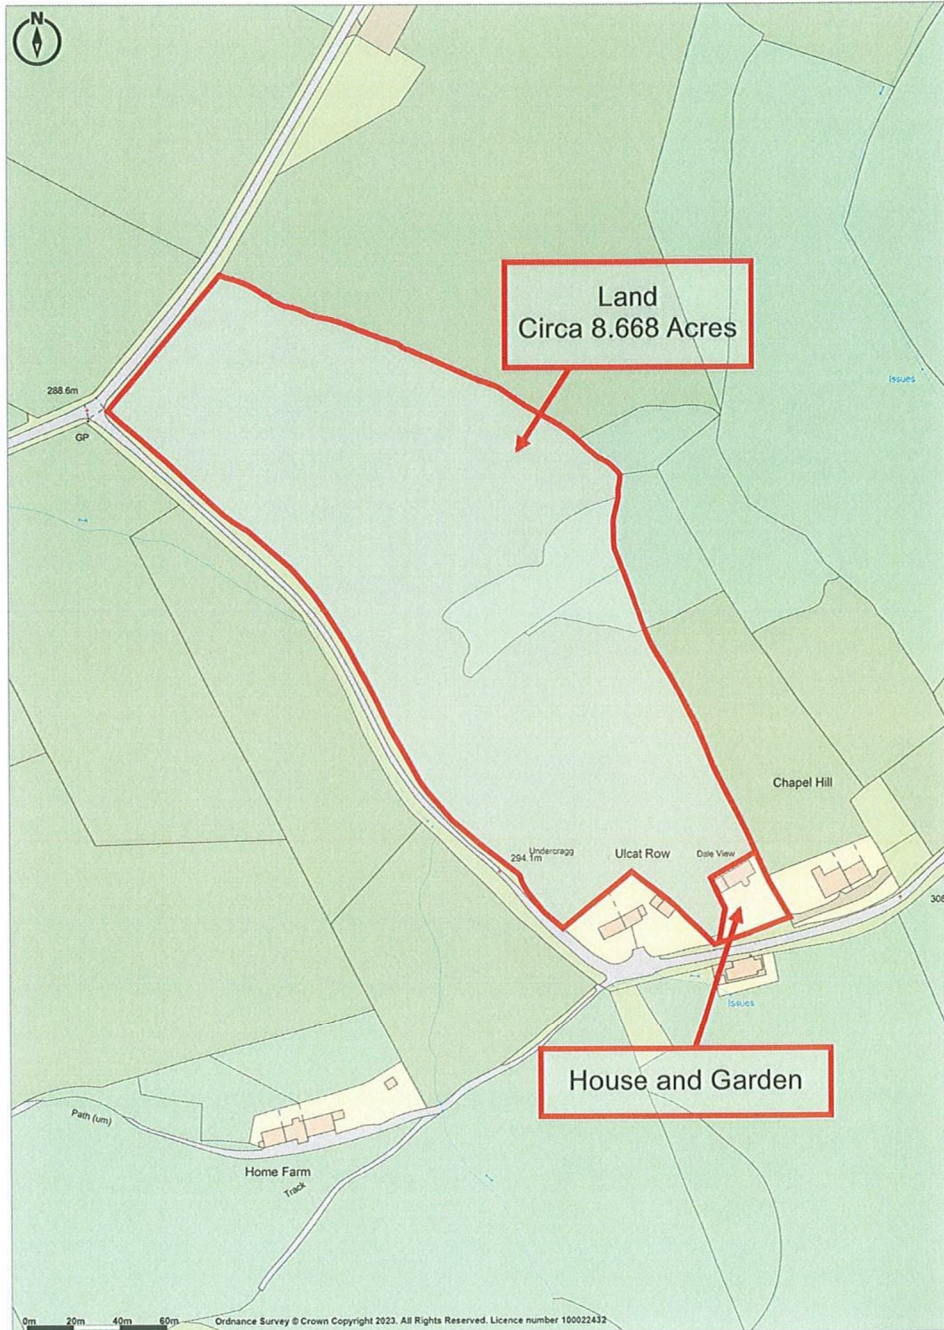 N
Land
Circa 8.668 Acres
Issues
288.6m
GP
Chapel Hill
Undercragg
294.1m
Ulcat Row
Dale View
308
Issues
House and Garden
Path (um)
Home Farm
Track
0m 20m 40m 60m
Ordnance Survey © Crown Copyright 2023. All Rights Reserved. Licence number 100022432